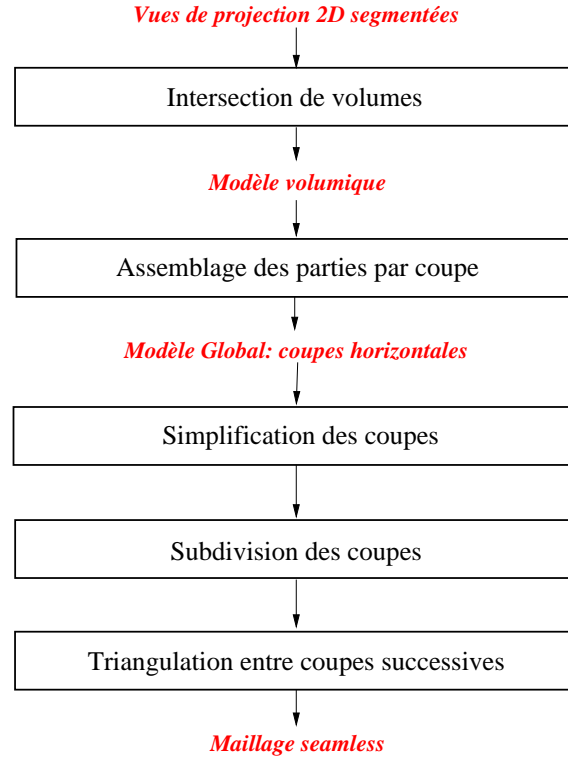 Vues de projection 2D segmentées
Intersection de volumes
Modèle volumique
Assemblage des parties par coupe
Modèle Global: coupes horizontales
Simplification des coupes
Subdivision des coupes
Triangulation entre coupes successives
Maillage seamless